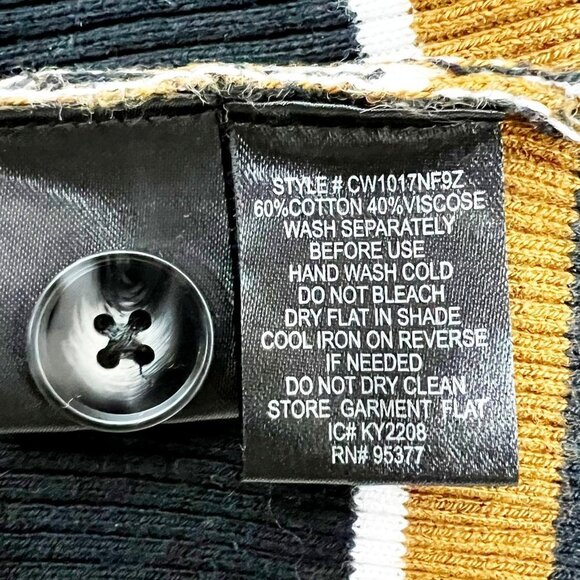 STYLE # CW1017NF9Z
60%COTTON 40%VISCOSE
WASH SEPARATELY
BEFORE USE
HAND WASH COLD
DO NOT BLEACH
DRY FLAT IN SHADE
COOL IRON ON REVERSE
IF NEEDED
DO NOT DRY CLEAN
STORE GARMENT FLAT
IC# KY2208
RN# 95377